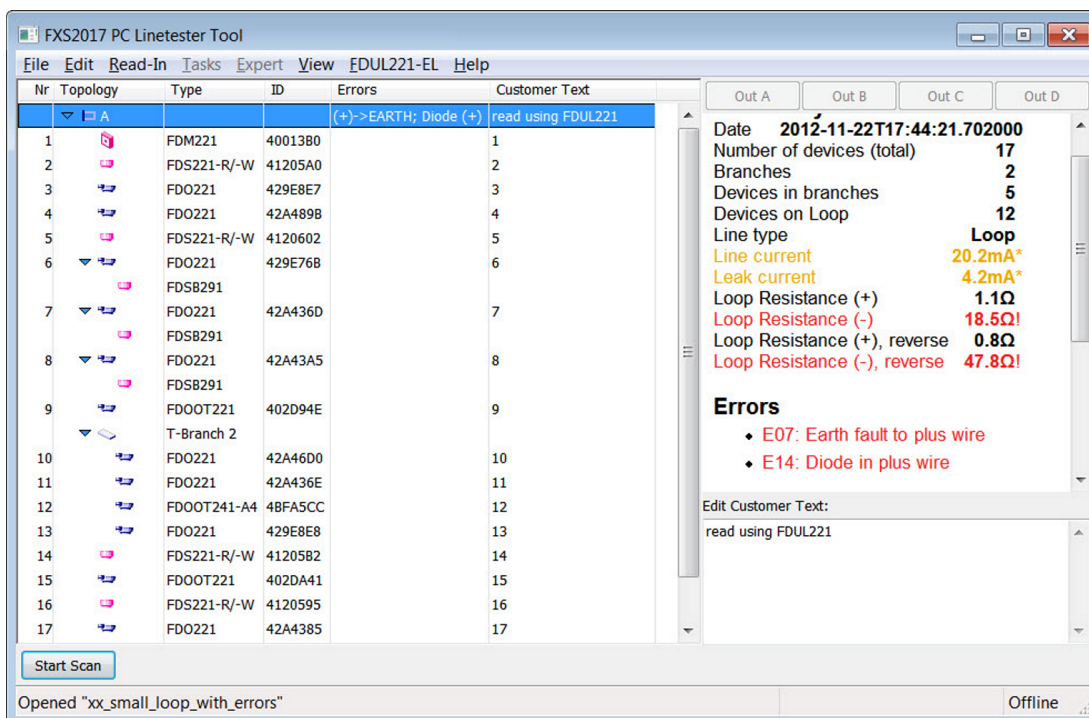 FXS2017 PC Linetester Tool
File Edit Read-In Tasks Expert View FDUL221-EL Help
Nr Topology Type ID Errors Customer Text
A (+)->EARTH; Diode (+) read using FDUL221
1 FDM221 40013B0 1
2 FDS221-R/-W 41205A0 2
3 FDO221 429E8E7 3
4 FDO221 42A489B 4
5 FDS221-R/-W 4120602 5
6 FDO221 429E76B 6
FDSB291
7 FDO221 42A436D 7
FDSB291
8 FDO221 42A43A5 8
FDSB291
9 FDOOT221 402D94E 9
T-Branch 2
10 FDO221 42A46D0 10
11 FDO221 42A436E 11
12 FDOOT241-A4 4BFA5CC 12
13 FDO221 429E8E8 13
14 FDS221-R/-W 41205B2 14
15 FDOOT221 402DA41 15
16 FDS221-R/-W 4120595 16
17 FDO221 42A4385 17
Out A Out B Out C Out D
Date 2012-11-22T17:44:21.702000
Number of devices (total) 17
Branches 2
Devices in branches 5
Devices on Loop 12
Line type Loop
Line current 20.2mA*
Leak current 4.2mA*
Loop Resistance (+) 1.1Ω
Loop Resistance (-) 18.5Ω!
Loop Resistance (+), reverse 0.8Ω
Loop Resistance (-), reverse 47.8Ω!
Errors
E07: Earth fault to plus wire
E14: Diode in plus wire
Edit Customer Text:
read using FDUL221
Start Scan
Opened "xx_small_loop_with_errors" Offline